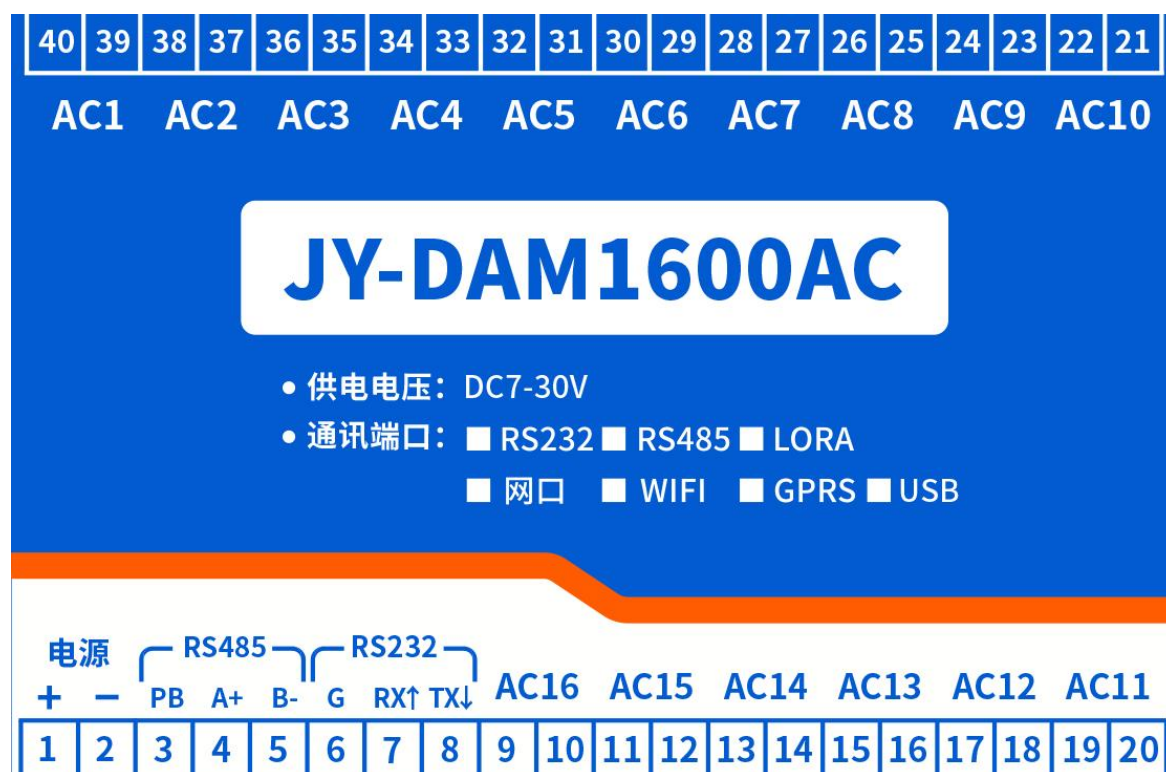 40 39 38 37 36 35 34 33 32 31 30 29 28 27 26 25 24 23 22 21
AC1 AC2 AC3 AC4 AC5 AC6 AC7 AC8 AC9 AC10
JY-DAM1600AC
● 供电电压：DC7-30V
● 通讯端口：■ RS232 ■ RS485 ■ LORA
■ 网口 ■ WIFI ■ GPRS ■ USB
电源 RS485 RS232
+ − PB A+ B- G RX↑ TX↓ AC16 AC15 AC14 AC13 AC12 AC11
1 2 3 4 5 6 7 8 9 10 11 12 13 14 15 16 17 18 19 20